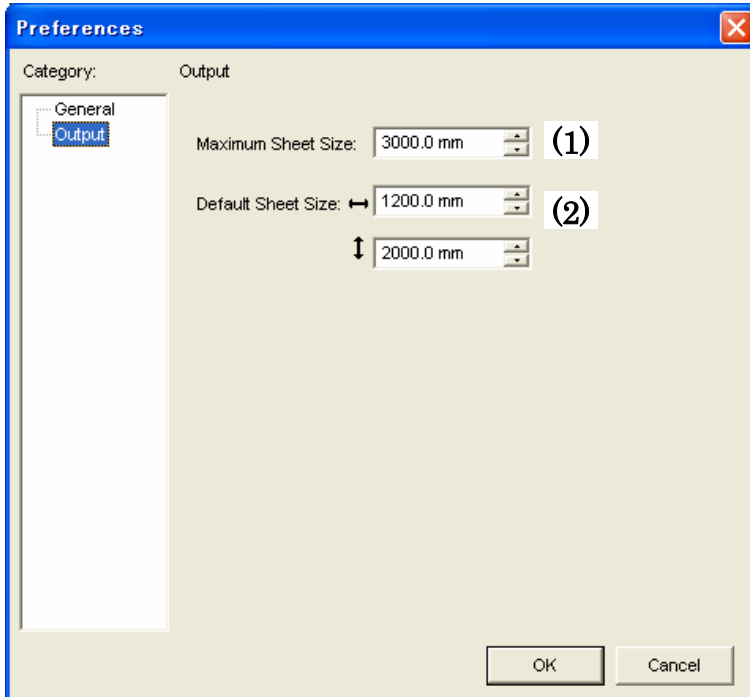 Preferences
Category:
Output
General
Output
Maximum Sheet Size: 3000.0 mm (1)
Default Sheet Size: ↔ 1200.0 mm (2)
↕ 2000.0 mm
OK Cancel